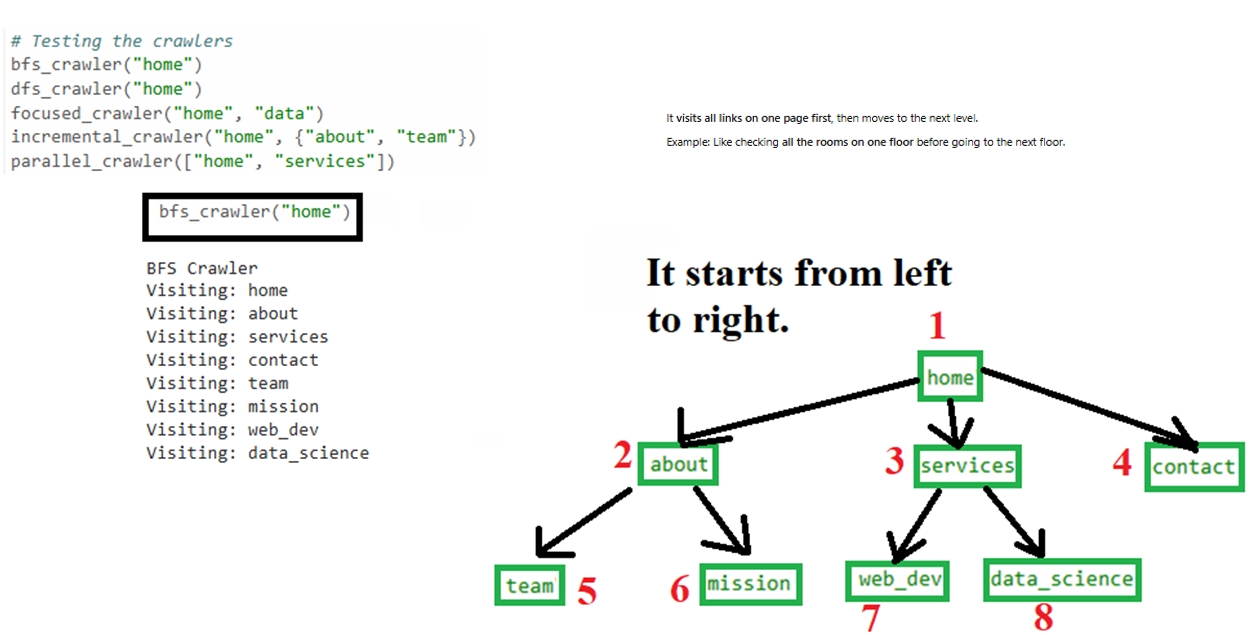 # Testing the crawlers
bfs_crawler("home")
dfs_crawler("home")
focused_crawler("home", "data")
incremental_crawler("home", {"about", "team"})
parallel_crawler(["home", "services"])
It visits all links on one page first, then moves to the next level.
Example: Like checking all the rooms on one floor before going to the next floor.
bfs_crawler("home")
BFS Crawler
Visiting: home
Visiting: about
Visiting: services
Visiting: contact
Visiting: team
Visiting: mission
Visiting: web_dev
Visiting: data_science
It starts from left
to right.
1
home
2 about
3 services
4 contact
team 5
6 mission
web_dev
7
data_science
8